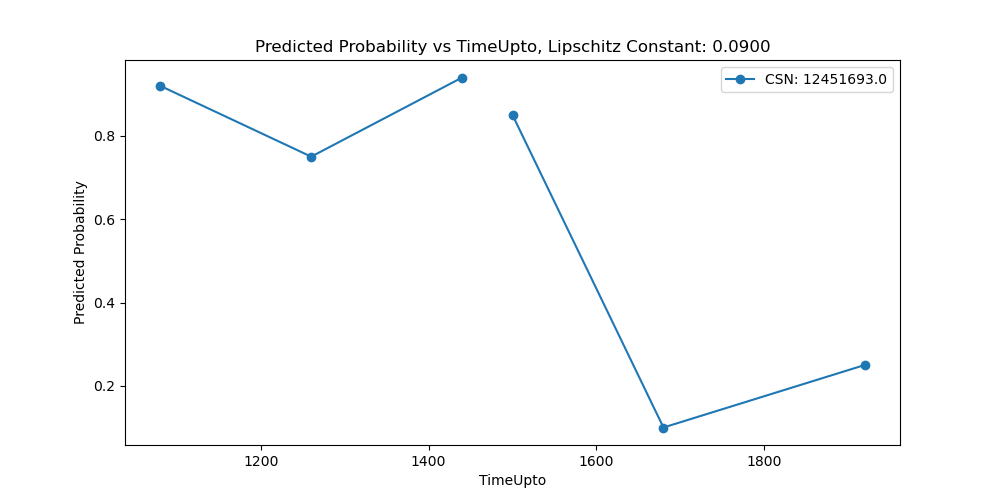 Predicted Probability vs TimeUpto, Lipschitz Constant: 0.0900
CSN: 12451693.0
Predicted Probability
0.8
0.6
0.4
0.2
1200
1400
1600
1800
TimeUpto